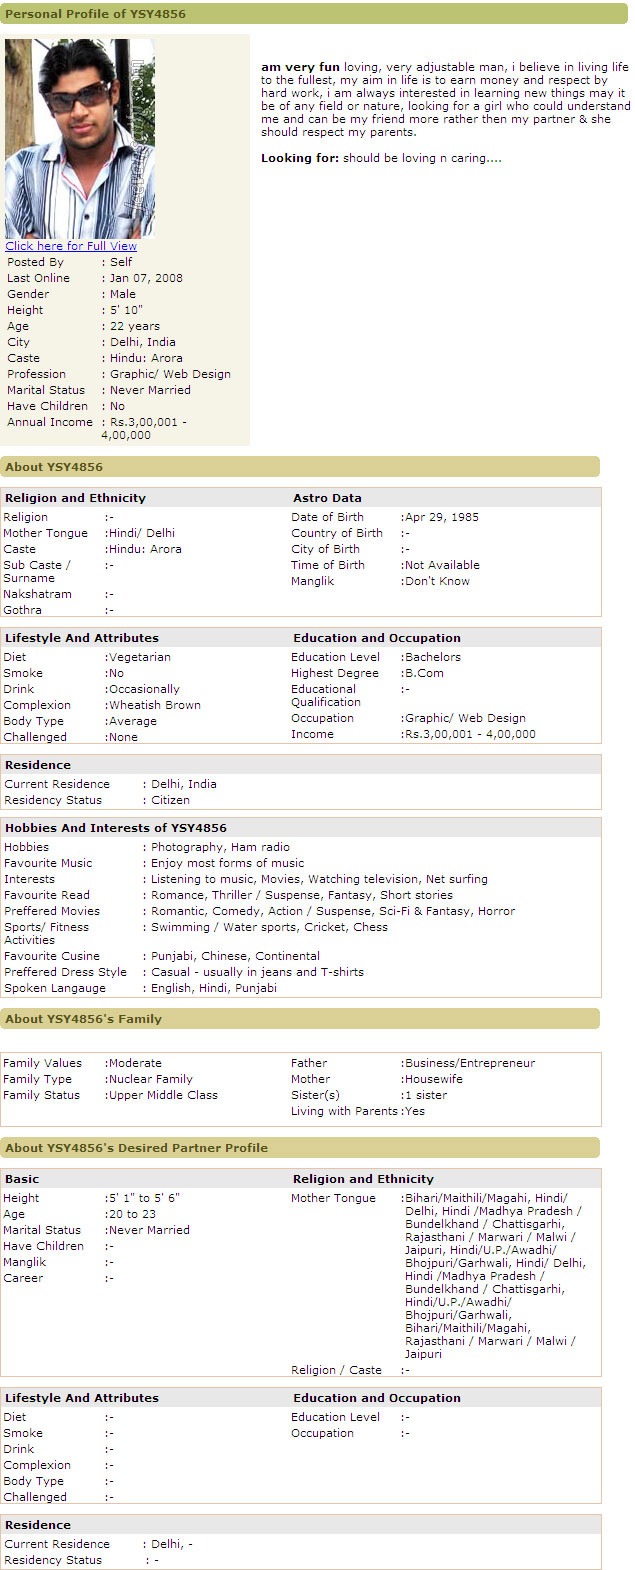 Personal Profile of YSY4856
am very fun loving, very adjustable man, i believe in living life
to the fullest, my aim in life is to earn money and respect by
hard work, i am always interested in learning new things may it
be of any field or nature, looking for a girl who could understand
me and can be my friend more rather then my partner & she
should respect my parents.
Looking for: should be loving n caring....
Click here for Full View
Posted By : Self
Last Online : Jan 07, 2008
Gender : Male
Height : 5' 10"
Age : 22 years
City : Delhi, India
Caste : Hindu: Arora
Profession : Graphic/ Web Design
Marital Status : Never Married
Have Children : No
Annual Income : Rs.3,00,001 -
4,00,000
About YSY4856
Religion and Ethnicity
Religion :-
Mother Tongue :Hindi/ Delhi
Caste :Hindu: Arora
Sub Caste / :-
Surname
Nakshatram :-
Gothra :-
Astro Data
Date of Birth :Apr 29, 1985
Country of Birth :-
City of Birth :-
Time of Birth :Not Available
Manglik :Don't Know
Lifestyle And Attributes
Diet :Vegetarian
Smoke :No
Drink :Occasionally
Complexion :Wheatish Brown
Body Type :Average
Challenged :None
Education and Occupation
Education Level :Bachelors
Highest Degree :B.Com
Educational :-
Qualification
Occupation :Graphic/ Web Design
Income :Rs.3,00,001 - 4,00,000
Residence
Current Residence : Delhi, India
Residency Status : Citizen
Hobbies And Interests of YSY4856
Hobbies : Photography, Ham radio
Favourite Music : Enjoy most forms of music
Interests : Listening to music, Movies, Watching television, Net surfing
Favourite Read : Romance, Thriller / Suspense, Fantasy, Short stories
Preffered Movies : Romantic, Comedy, Action / Suspense, Sci-Fi & Fantasy, Horror
Sports/ Fitness : Swimming / Water sports, Cricket, Chess
Activities
Favourite Cusine : Punjabi, Chinese, Continental
Preffered Dress Style : Casual - usually in jeans and T-shirts
Spoken Langauge : English, Hindi, Punjabi
About YSY4856's Family
Family Values :Moderate
Family Type :Nuclear Family
Family Status :Upper Middle Class
Father :Business/Entrepreneur
Mother :Housewife
Sister(s) :1 sister
Living with Parents :Yes
About YSY4856's Desired Partner Profile
Basic
Height :5' 1" to 5' 6"
Age :20 to 23
Marital Status :Never Married
Have Children :-
Manglik :-
Career :-
Religion and Ethnicity
Mother Tongue :Bihari/Maithili/Magahi, Hindi/
Delhi, Hindi /Madhya Pradesh /
Bundelkhand / Chattisgarhi,
Rajasthani / Marwari / Malwi /
Jaipuri, Hindi/U.P./Awadhi/
Bhojpuri/Garhwali, Hindi/ Delhi,
Hindi /Madhya Pradesh /
Bundelkhand / Chattisgarhi,
Hindi/U.P./Awadhi/
Bhojpuri/Garhwali,
Bihari/Maithili/Magahi,
Rajasthani / Marwari / Malwi /
Jaipuri
Religion / Caste :-
Lifestyle And Attributes
Diet :-
Smoke :-
Drink :-
Complexion :-
Body Type :-
Challenged :-
Education and Occupation
Education Level :-
Occupation :-
Residence
Current Residence : Delhi, -
Residency Status : -